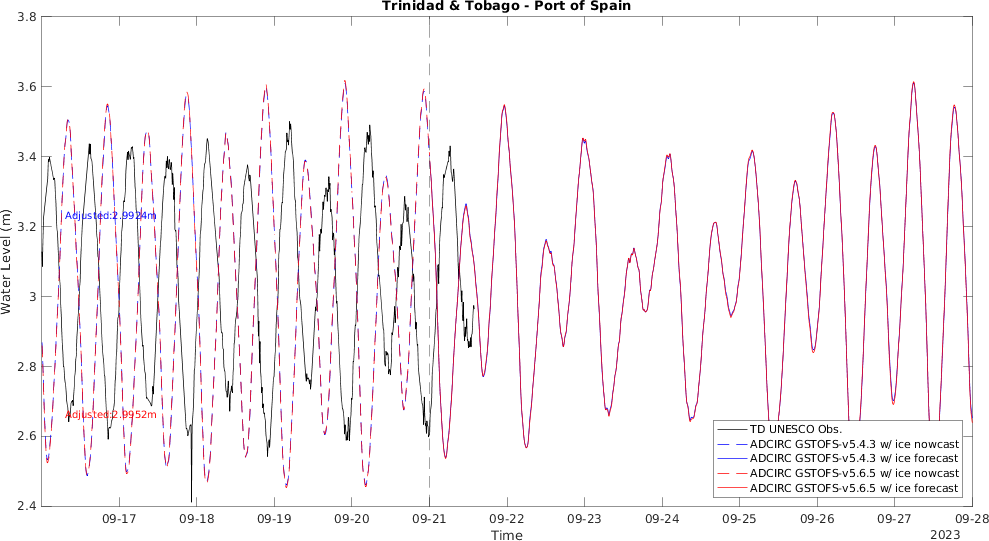 Trinidad & Tobago - Port of Spain
3.8
3.6
3.4
3.2
3
2.8
2.6
2.4
Water Level (m)
Adjusted:2.9924m
Adjusted:2.9952m
TD UNESCO Obs.
ADCIRC GSTOFS-v5.4.3 w/ ice nowcast
ADCIRC GSTOFS-v5.4.3 w/ ice forecast
ADCIRC GSTOFS-v5.6.5 w/ ice nowcast
ADCIRC GSTOFS-v5.6.5 w/ ice forecast
09-17 09-18 09-19 09-20 09-21 09-22 09-23 09-24 09-25 09-26 09-27 09-28
Time
2023